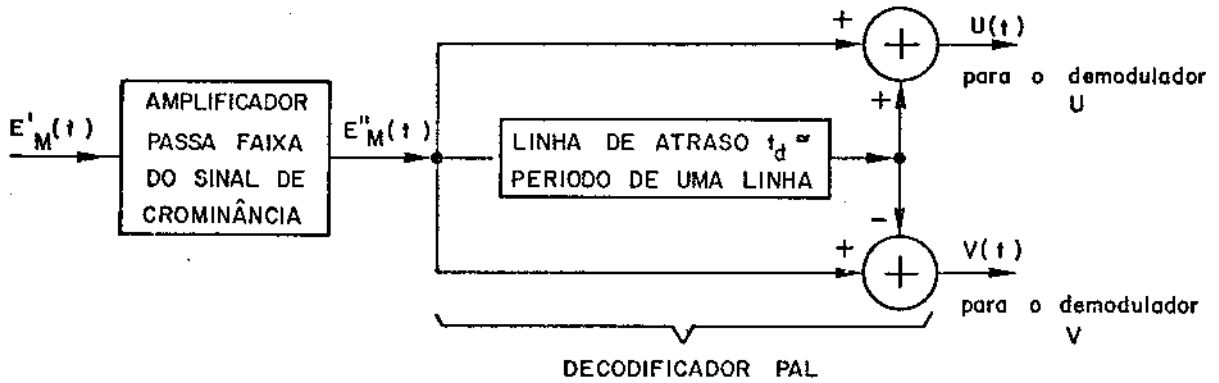 E'M(t)
AMPLIFICADOR
PASSA FAIXA
DO SINAL DE
CROMINÂNCIA
E"M(t)
LINHA DE ATRASO td ≃
PERIODO DE UMA LINHA
+
+
+
U(t)
para o demodulador
U
-
+
+
V(t)
para o demodulador
V
DECODIFICADOR PAL